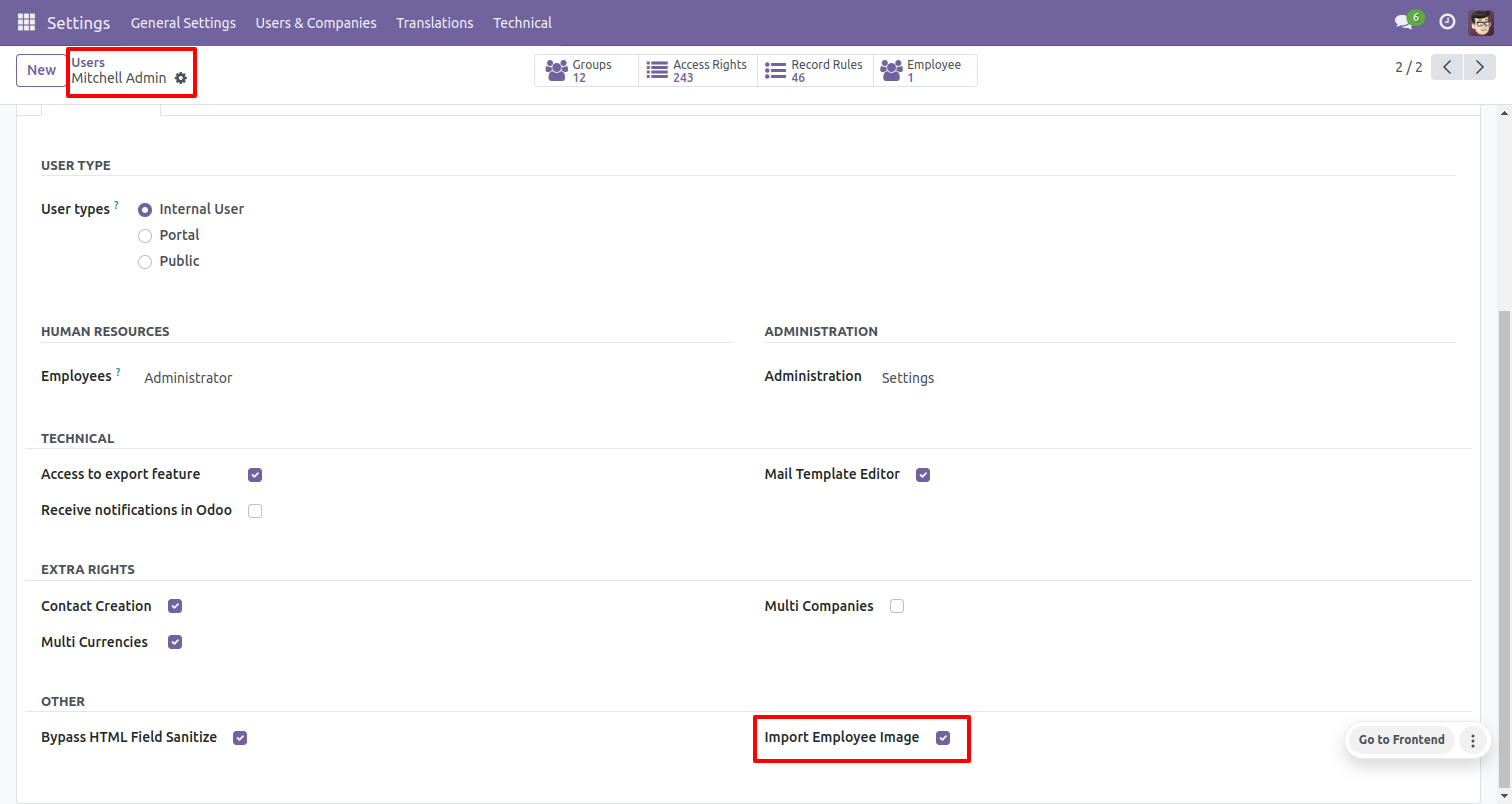 Settings General Settings Users & Companies Translations Technical 6
New
Users
Mitchell Admin
Groups
12
Access Rights
243
Record Rules
46
Employee
1
2 / 2
USER TYPE
User types ?
Internal User
Portal
Public
HUMAN RESOURCES
Employees ? Administrator
ADMINISTRATION
Administration Settings
TECHNICAL
Access to export feature
Mail Template Editor
Receive notifications in Odoo
EXTRA RIGHTS
Contact Creation
Multi Companies
Multi Currencies
OTHER
Bypass HTML Field Sanitize
Import Employee Image
Go to Frontend